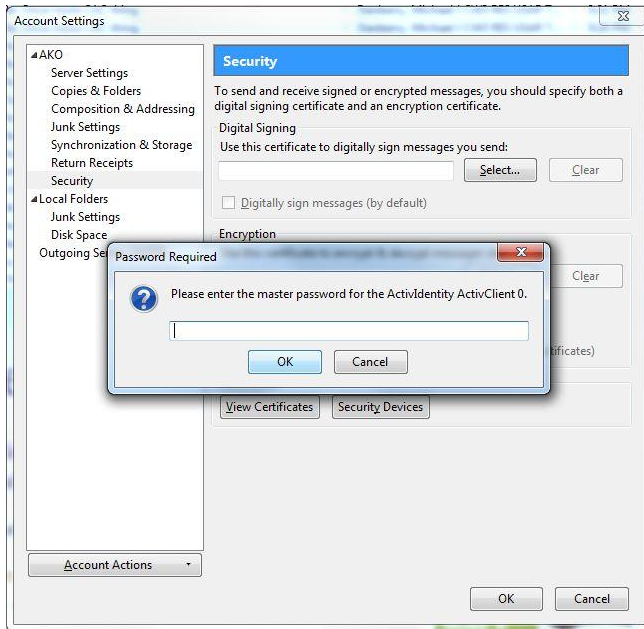 Account Settings
AKO
Server Settings
Copies & Folders
Composition & Addressing
Junk Settings
Synchronization & Storage
Return Receipts
Security
Local Folders
Junk Settings
Disk Space
Outgoing
Account Actions
Security
To send and receive signed or encrypted messages, you should specify both a
digital signing certificate and an encryption certificate.
Digital Signing
Use this certificate to digitally sign messages you send:
Select... Clear
Digitally sign messages (by default)
Encryption
Clear
tificates)
View Certificates Security Devices
OK Cancel
Password Required
Please enter the master password for the ActivIdentity ActivClient 0.
OK Cancel